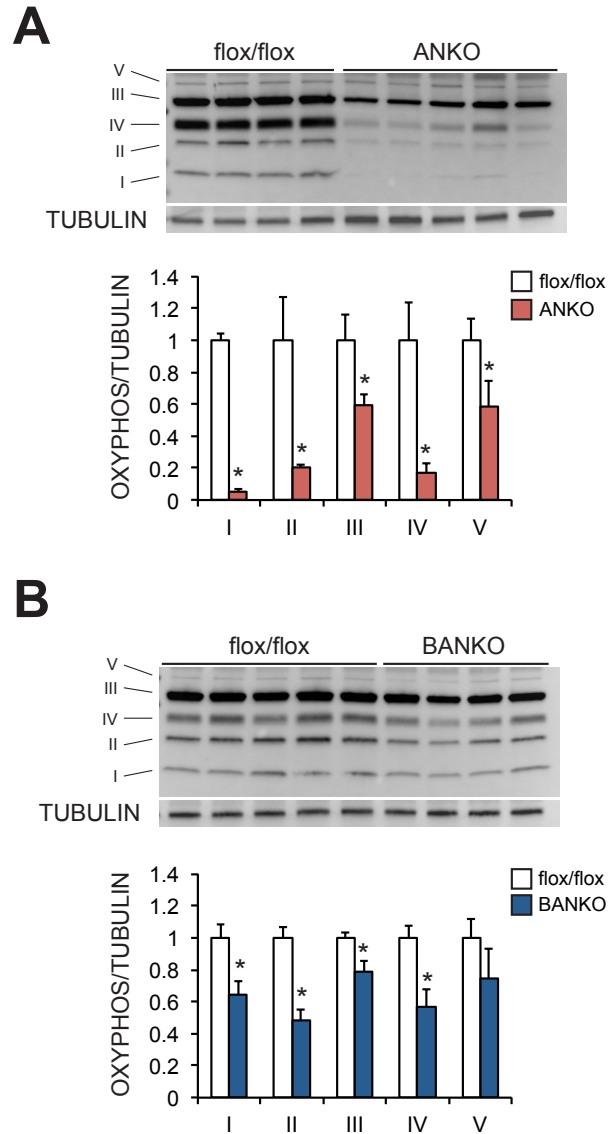 A
flox/flox ANKO
V
III
IV
II
I
TUBULIN
OXYPHOS/TUBULIN
1.4
1.2
1
0.8
0.6
0.4
0.2
0
flox/flox
ANKO
* * * * *
I II III IV V
B
flox/flox BANKO
V
III
IV
II
I
TUBULIN
OXYPHOS/TUBULIN
1.4
1.2
1
0.8
0.6
0.4
0.2
0
flox/flox
BANKO
* * * *
I II III IV V